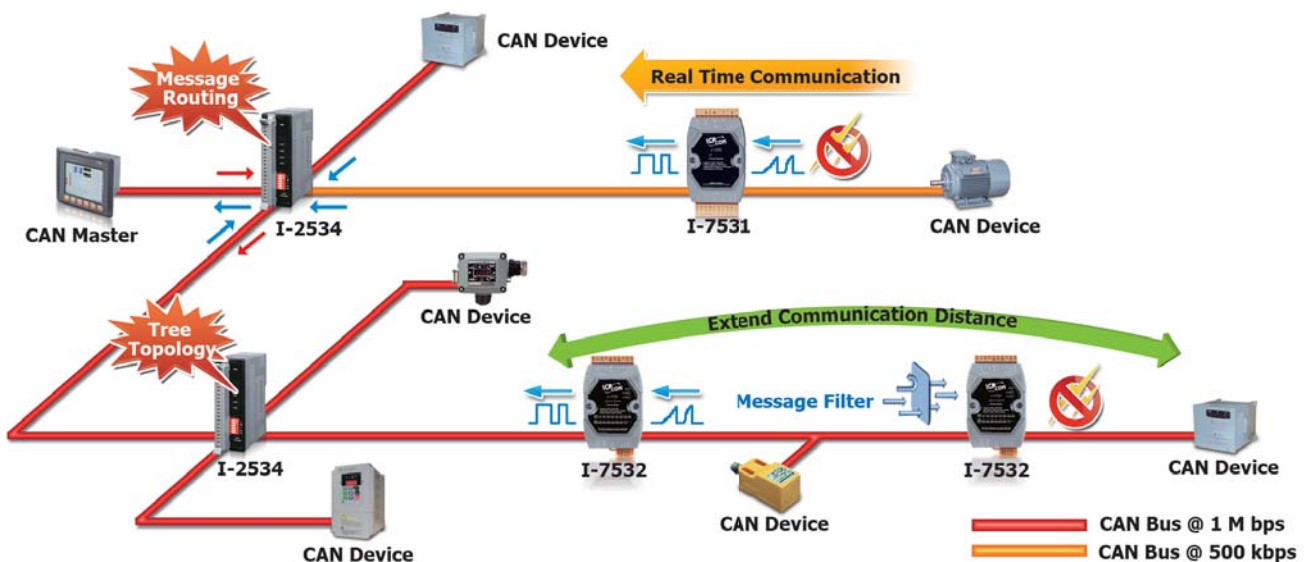 CAN Device
Message
Routing
Real Time Communication
CAN Master
I-2534
I-7531
CAN Device
CAN Device
Extend Communication Distance
Tree
Topology
Message Filter
I-2534
I-7532
I-7532
CAN Device
CAN Device
CAN Device
CAN Bus @ 1 M bps
CAN Bus @ 500 kbps